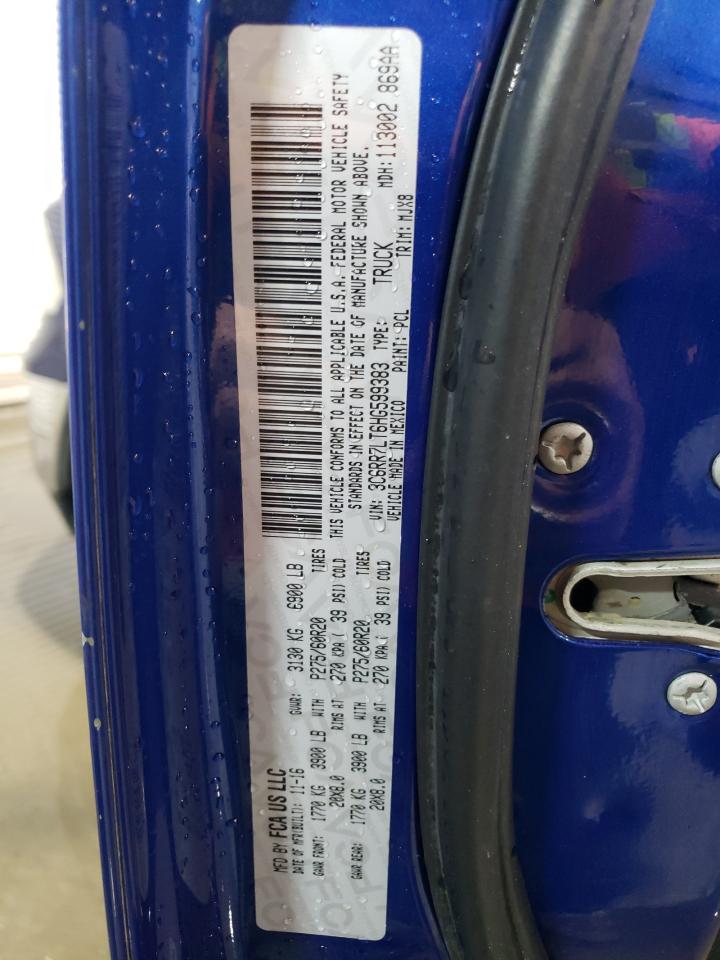 MFD BY FCA US LLC
DATE OF MFR(BUILT): 11-16 GVWR: 3130 KG 6900 LB
GAWR FRONT: 1770 KG 3900 LB WITH P275/60R20 TIRES
20X8.0 RIMS AT 270 KPA( 39 PSI) COLD
GAWR REAR: 1770 KG 3900 LB WITH P275/60R20 TIRES
20X8.0 RIMS AT 270 KPA( 39 PSI) COLD
THIS VEHICLE CONFORMS TO ALL APPLICABLE U.S.A. FEDERAL MOTOR VEHICLE SAFETY
STANDARDS IN EFFECT ON THE DATE OF MANUFACTURE SHOWN ABOVE.
VIN: 3C6RR7LT6HG599383 TYPE: TRUCK MDH: 113002 869AA
VEHICLE MADE IN MEXICO PAINT: PCL TRIM: MJX8